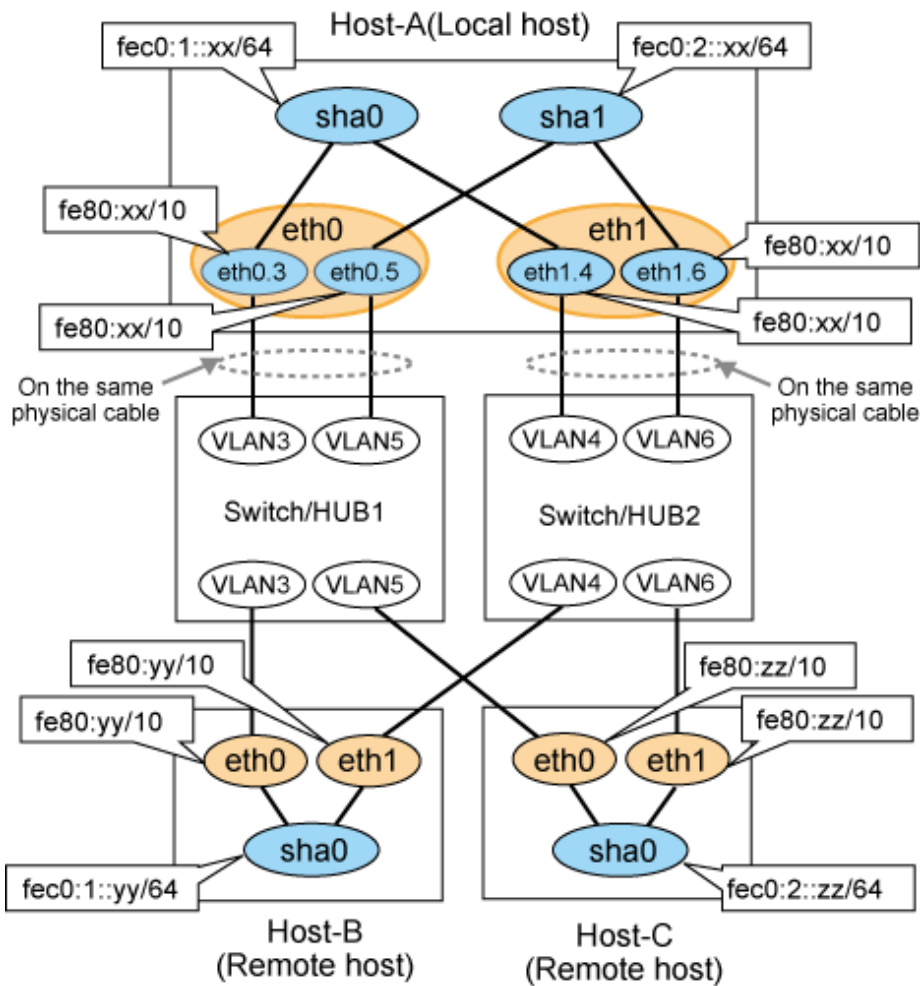 Host-A(Local host)
fec0:1::xx/64
fec0:2::xx/64
sha0
sha1
fe80:xx/10
eth0
eth1
fe80:xx/10
eth0.3
eth0.5
eth1.4
eth1.6
fe80:xx/10
fe80:xx/10
On the same
physical cable
On the same
physical cable
VLAN3
VLAN5
VLAN4
VLAN6
Switch/HUB1
Switch/HUB2
VLAN3
VLAN5
VLAN4
VLAN6
fe80:yy/10
fe80:zz/10
fe80:yy/10
fe80:zz/10
eth0
eth1
eth0
eth1
sha0
sha0
fec0:1::yy/64
fec0:2::zz/64
Host-B
(Remote host)
Host-C
(Remote host)